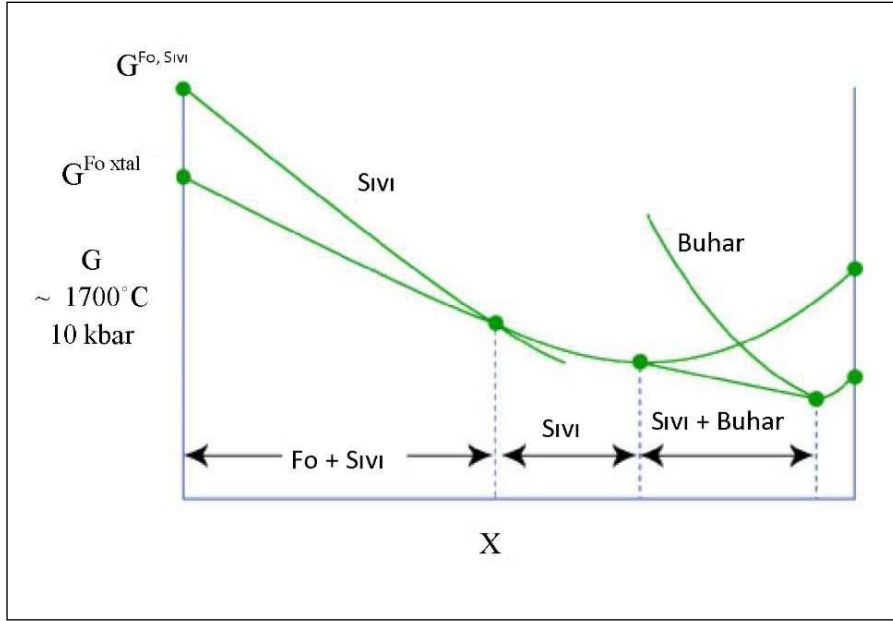 G Fo, Sıvı
G Fo xtal
Sıvı
Buhar
G
~ 1700°C
10 kbar
Sıvı
Sıvı + Buhar
Fo + Sıvı
X